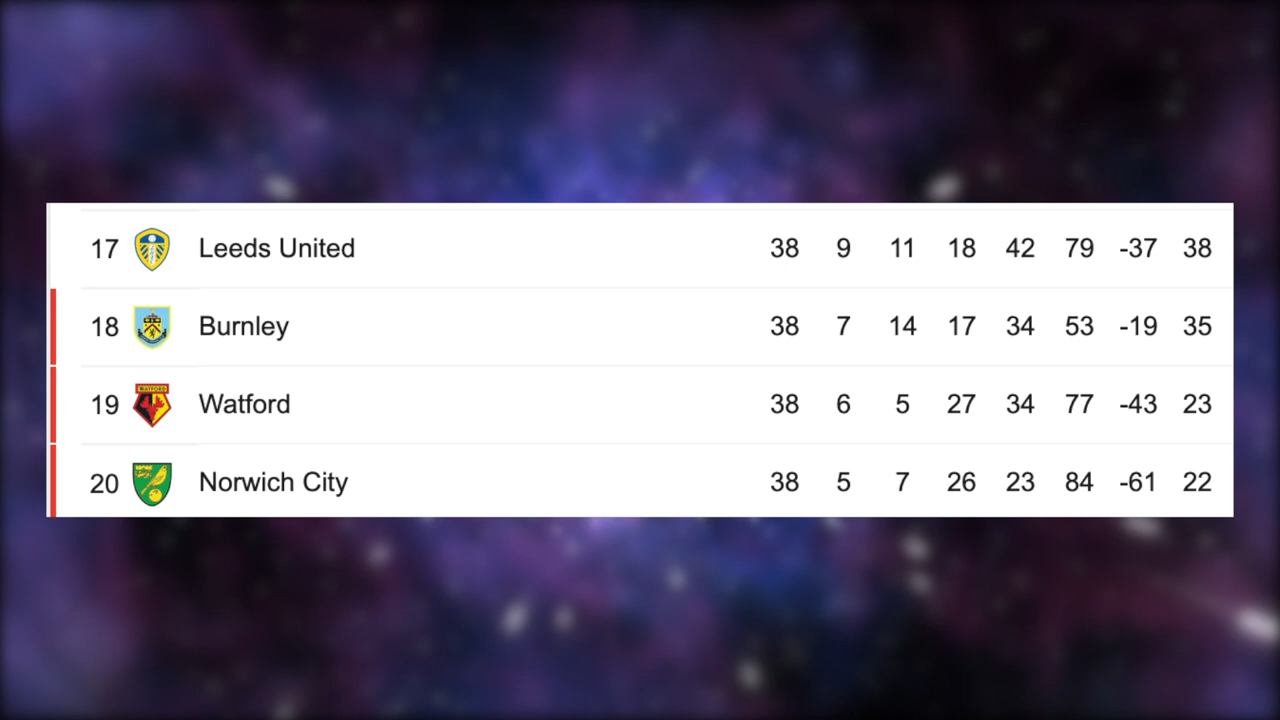 17 Leeds United 38 9 11 18 42 79 -37 38
18 Burnley 38 7 14 17 34 53 -19 35
19 WATFORD Watford 38 6 5 27 34 77 -43 23
20 Norwich City 38 5 7 26 23 84 -61 22